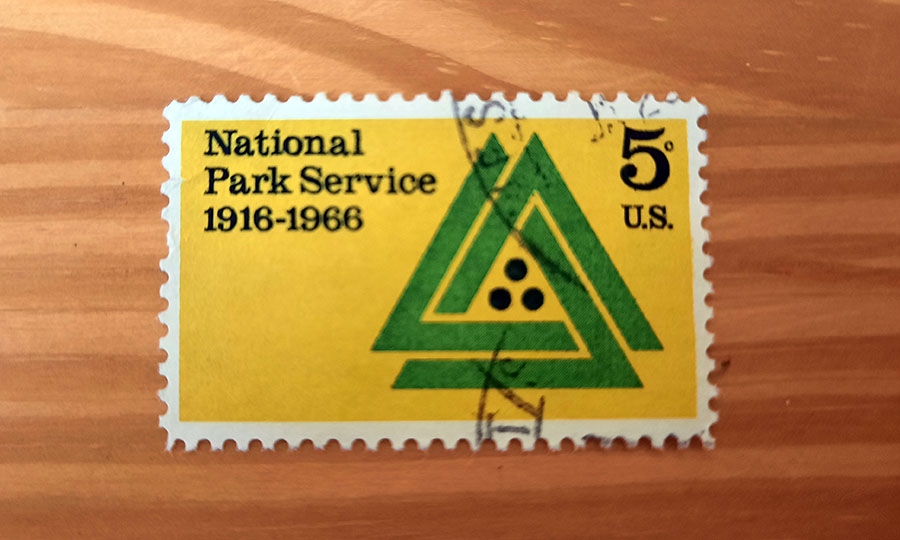 National
Park Service
1916-1966
5c
U.S.